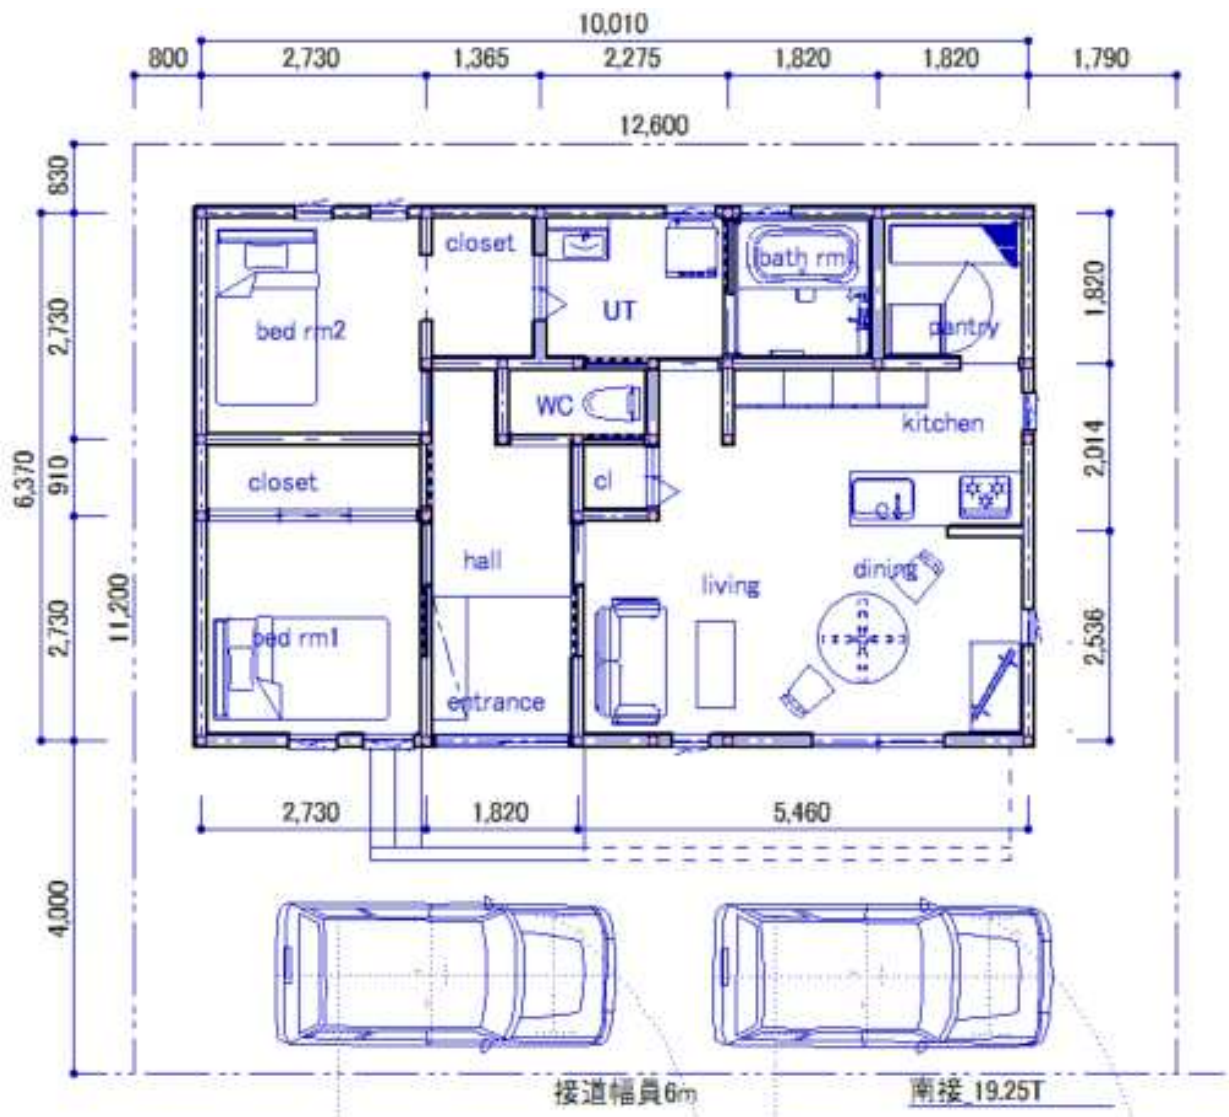 10,010
800 2,730 1,365 2,275 1,820 1,820 1,790
12,600
830
closet
bath rm
UT
bed rm2
pantry
2,730
1,820
WC
kitchen
6,370
910
closet
cl
2,014
hall
living
dining
11,200
2,730
bed rm1
2,536
entrance
2,730 1,820 5,460
4,000
接道幅員6m
南接_19.25T